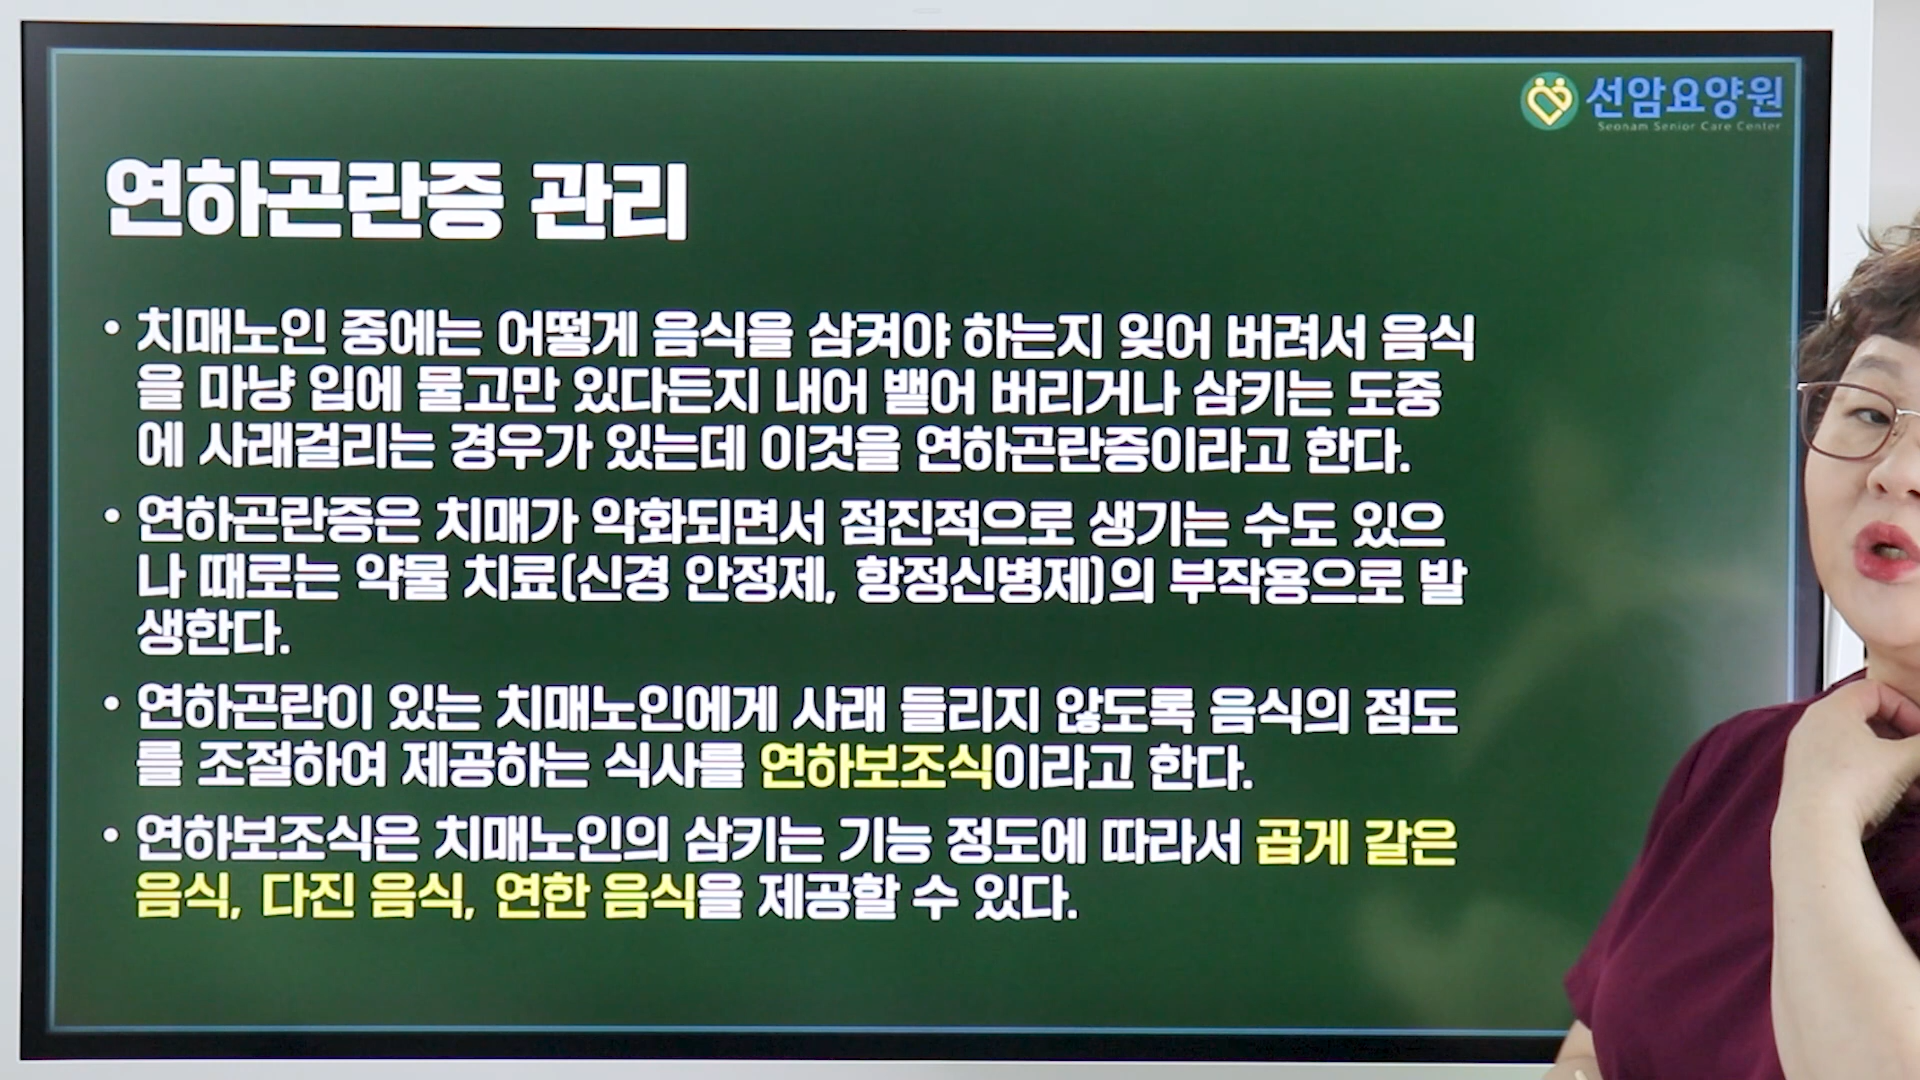 선암요양원
Seonam Senior Care Center
연하곤란증 관리
• 치매노인 중에는 어떻게 음식을 삼켜야 하는지 잊어 버려서 음식
을 마냥 입에 물고만 있다든지 내어 뱉어 버리거나 삼키는 도중
에 사래걸리는 경우가 있는데 이것을 연하곤란증이라고 한다.
• 연하곤란증은 치매가 악화되면서 점진적으로 생기는 수도 있으
나 때로는 약물 치료(신경 안정제, 항정신병제)의 부작용으로 발
생한다.
• 연하곤란이 있는 치매노인에게 사래 들리지 않도록 음식의 점도
를 조절하여 제공하는 식사를 연하보조식이라고 한다.
• 연하보조식은 치매노인의 삼키는 기능 정도에 따라서 곱게 갈은
음식, 다진 음식, 연한 음식을 제공할 수 있다.